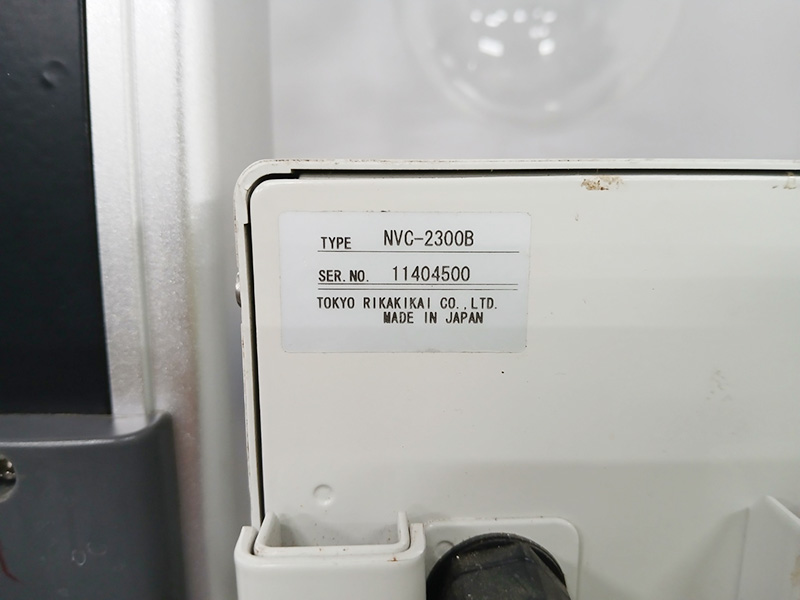 TYPE NVC-2300B
SER.NO. 11404500
TOKYO RIKAKIKAI CO.,LTD.
MADE IN JAPAN